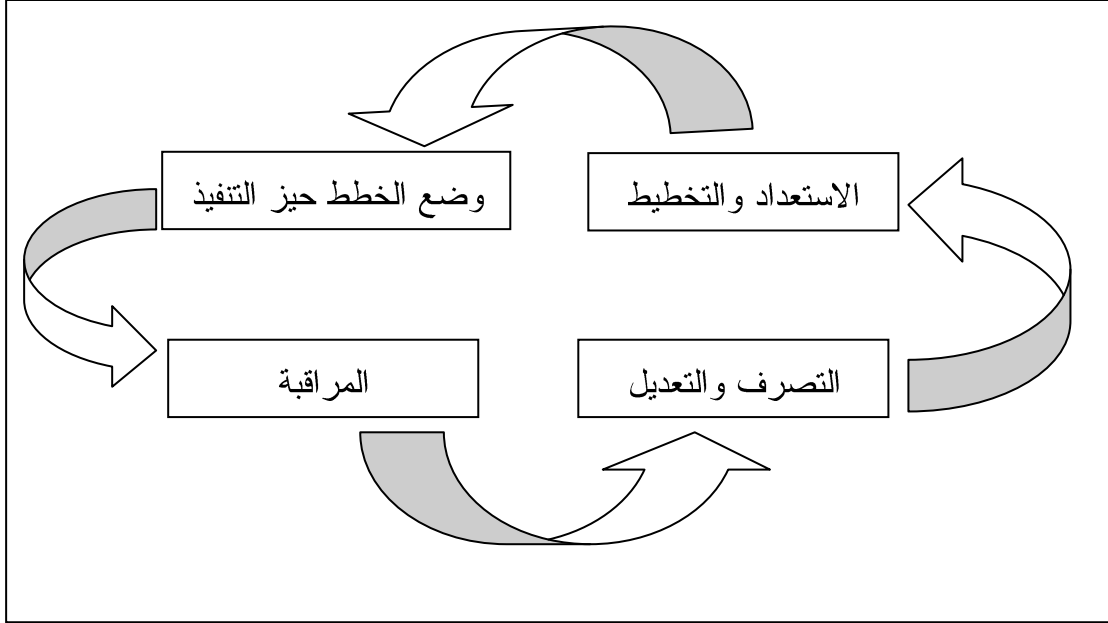 الاستعداد والتخطيط
وضع الخطط حيز التنفيذ
المراقبة
التصرف والتعديل